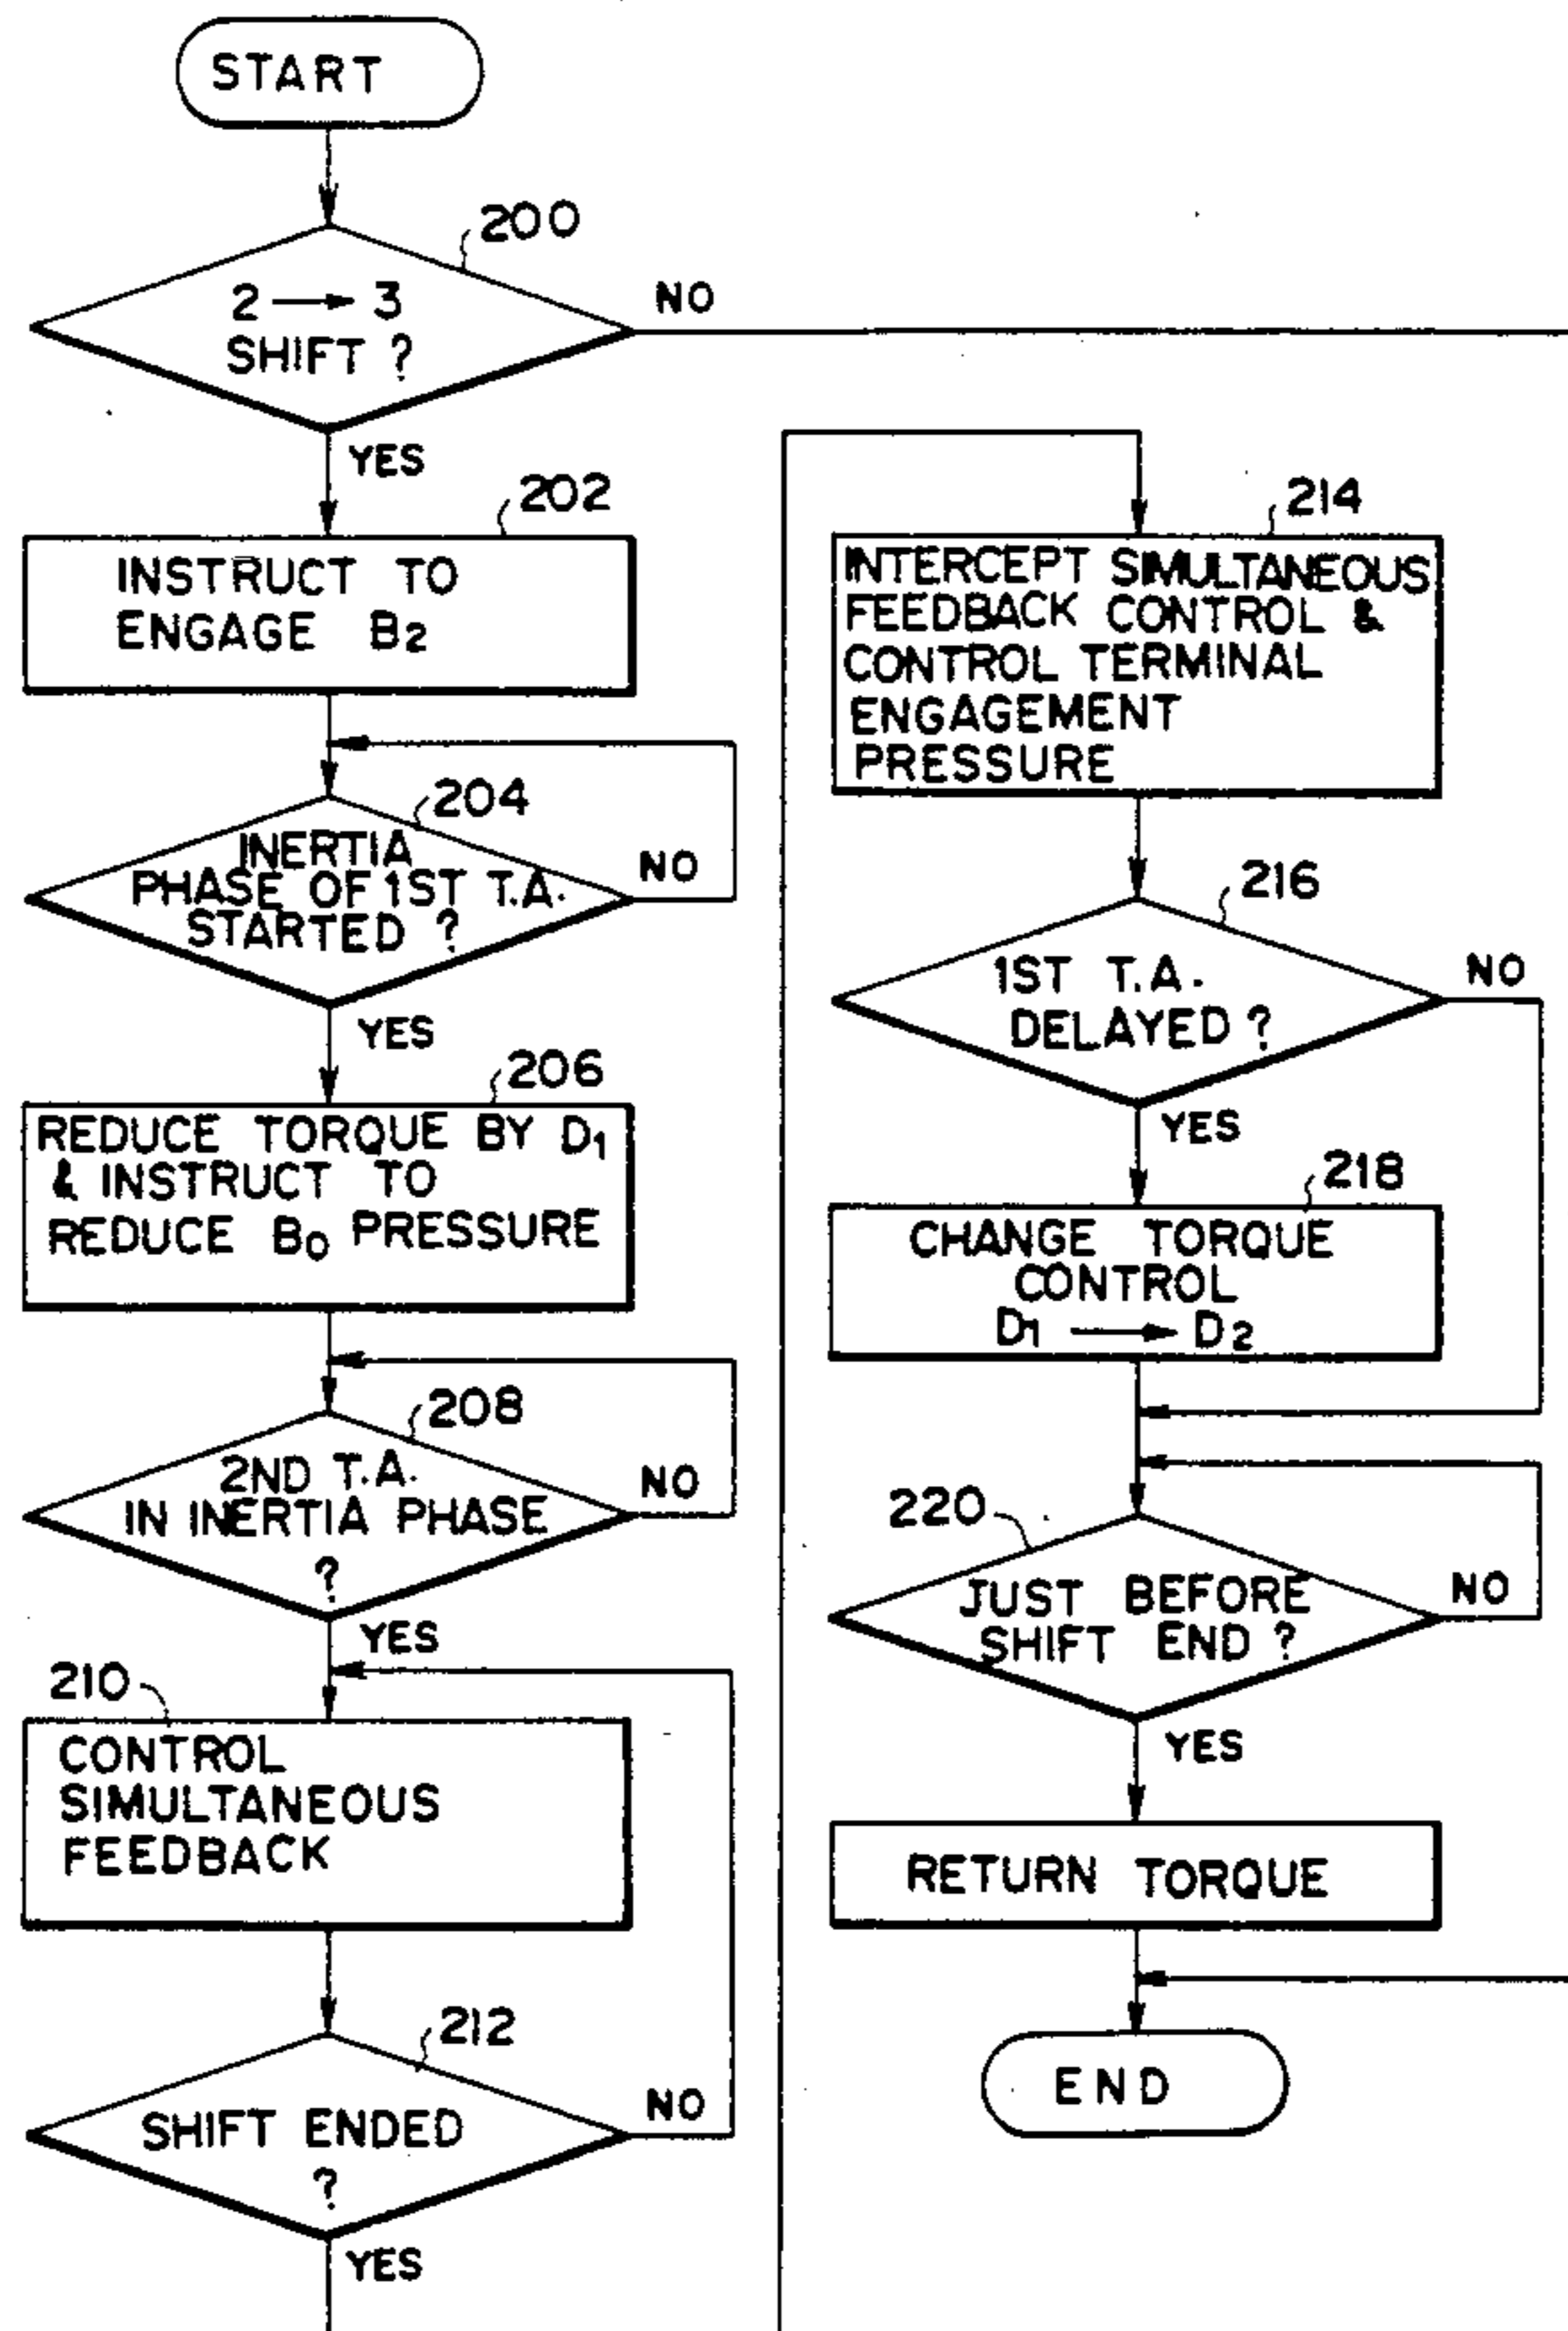 START
200
2 → 3
SHIFT ?
NO
YES
202
INSTRUCT TO
ENGAGE B2
204
INERTIA
PHASE OF 1ST T.A.
STARTED ?
NO
YES
206
REDUCE TORQUE BY D1
& INSTRUCT TO
REDUCE B0 PRESSURE
208
2ND T.A.
IN INERTIA PHASE
?
NO
YES
210
CONTROL
SIMULTANEOUS
FEEDBACK
212
SHIFT ENDED
?
NO
YES
214
INTERCEPT SIMULTANEOUS
FEEDBACK CONTROL &
CONTROL TERMINAL
ENGAGEMENT
PRESSURE
216
1ST T.A.
DELAYED ?
NO
YES
218
CHANGE TORQUE
CONTROL
D1 → D2
220
JUST BEFORE
SHIFT END ?
NO
YES
RETURN TORQUE
END